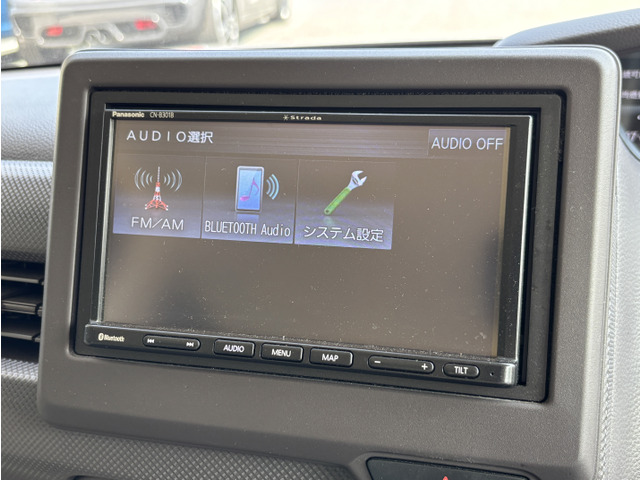 Panasonic CN-B301B Strada
AUDIO選択 AUDIO OFF
FM/AM BLUETOOTH Audio システム設定
Bluetooth AUDIO MENU MAP − + TILT